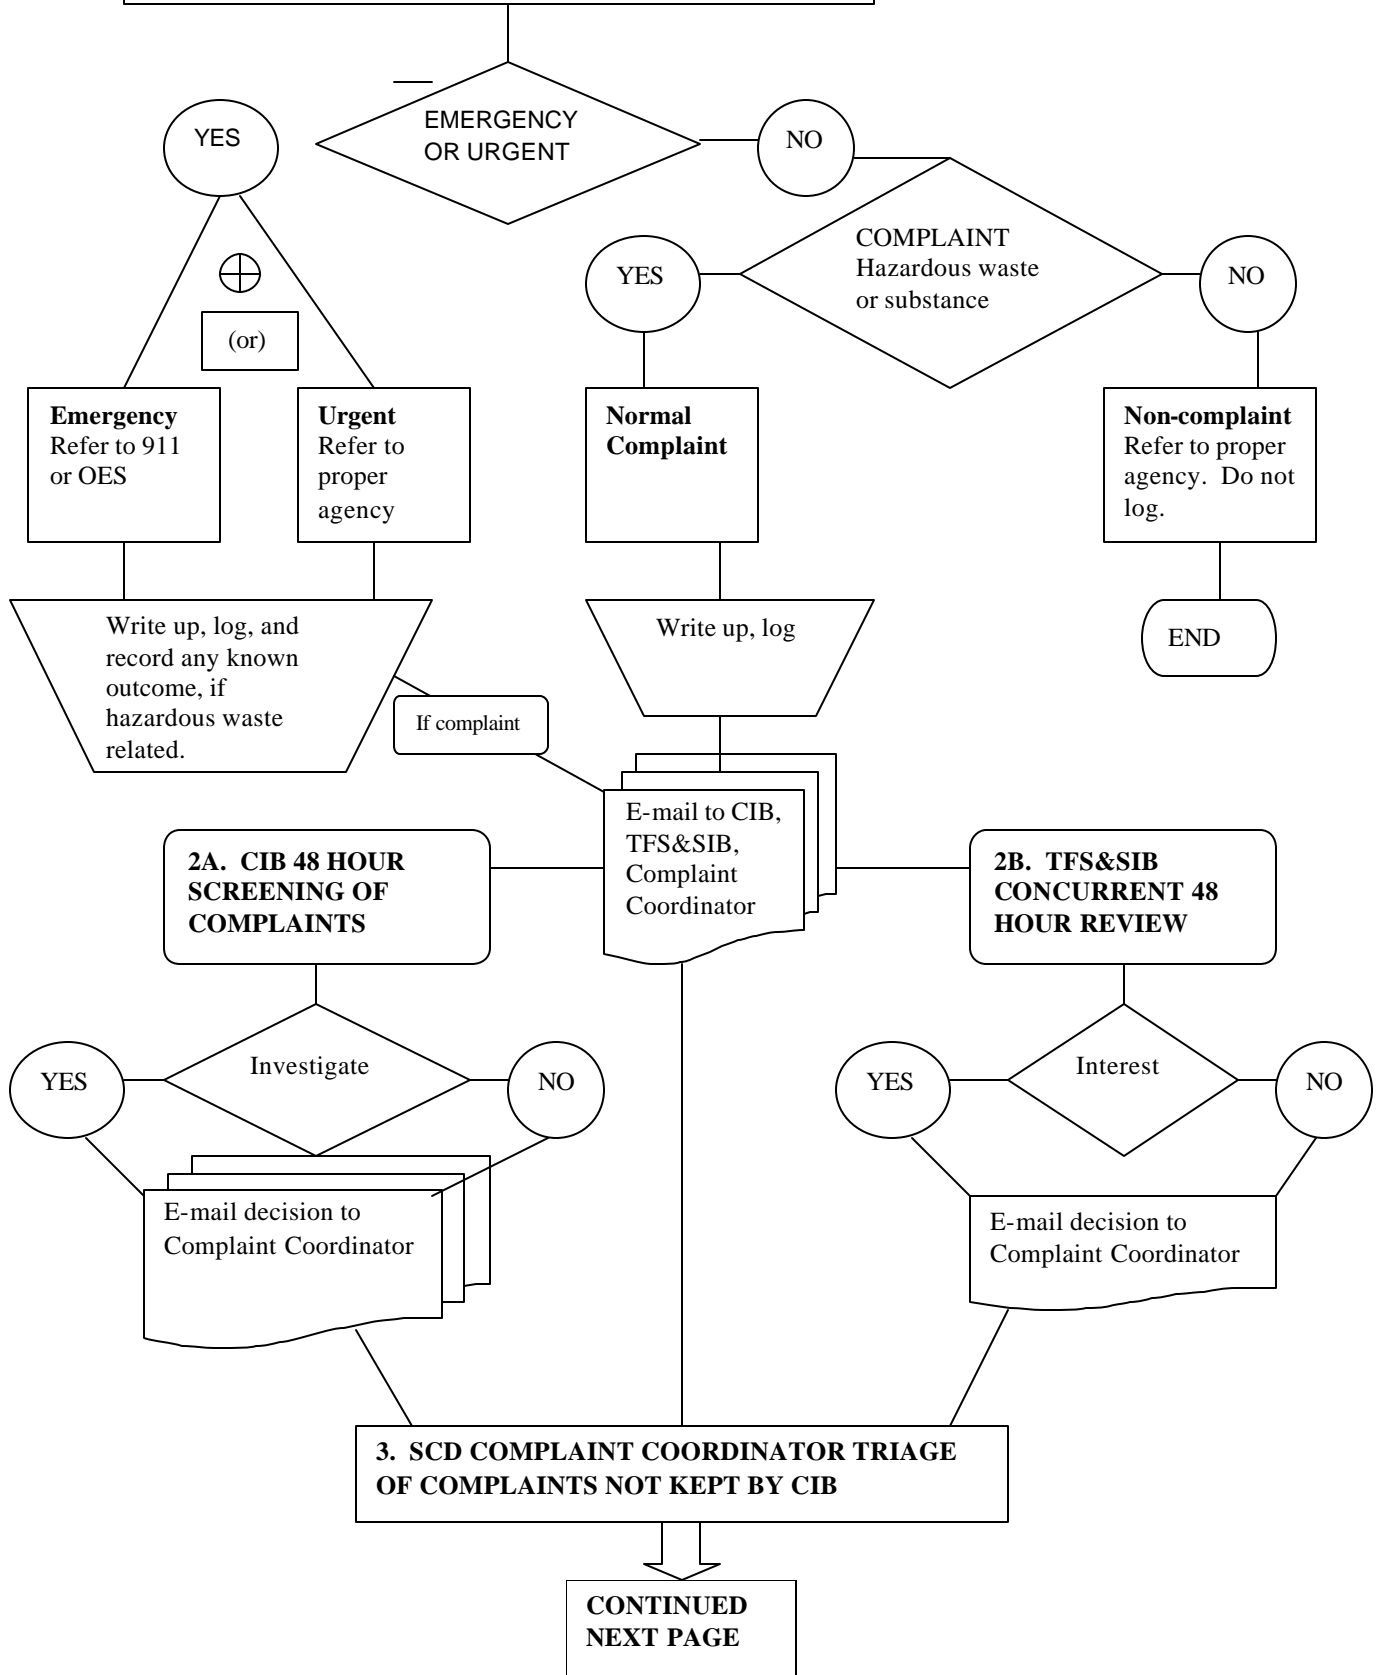 EMERGENCY
OR URGENT
YES
NO
COMPLAINT
Hazardous waste
or substance
YES
NO
(or)
Emergency
Refer to 911
or OES
Urgent
Refer to
proper
agency
Normal
Complaint
Non-complaint
Refer to proper
agency. Do not
log.
Write up, log, and
record any known
outcome, if
hazardous waste
related.
Write up, log
END
If complaint
E-mail to CIB,
TFS&SIB,
Complaint
Coordinator
2A. CIB 48 HOUR
SCREENING OF
COMPLAINTS
2B. TFS&SIB
CONCURRENT 48
HOUR REVIEW
YES
Investigate
NO
YES
Interest
NO
E-mail decision to
Complaint Coordinator
E-mail decision to
Complaint Coordinator
3. SCD COMPLAINT COORDINATOR TRIAGE
OF COMPLAINTS NOT KEPT BY CIB
CONTINUED
NEXT PAGE